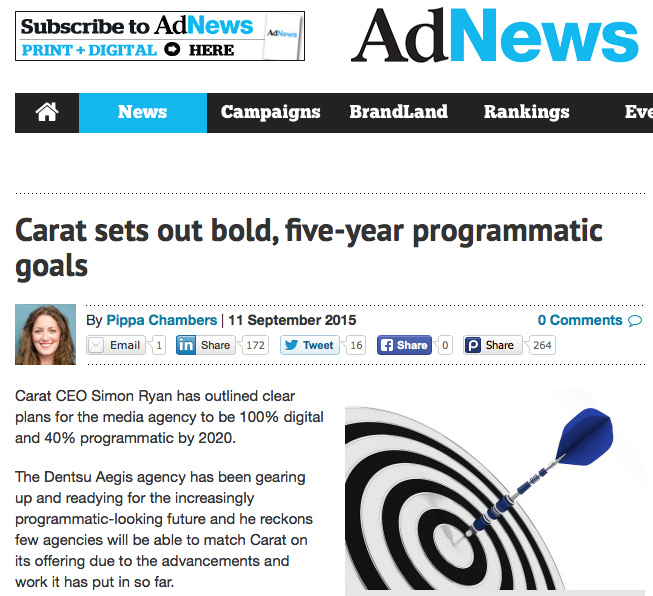 Subscribe to AdNews
PRINT + DIGITAL HERE
AdNews
AdNews
News Campaigns BrandLand Rankings Eve
Carat sets out bold, five-year programmatic
goals
By Pippa Chambers | 11 September 2015
0 Comments
Email 1 Share 172 Tweet 16 Share 0 Share 264
Carat CEO Simon Ryan has outlined clear
plans for the media agency to be 100% digital
and 40% programmatic by 2020.
The Dentsu Aegis agency has been gearing
up and readying for the increasingly
programmatic-looking future and he reckons
few agencies will be able to match Carat on
its offering due to the advancements and
work it has put in so far.